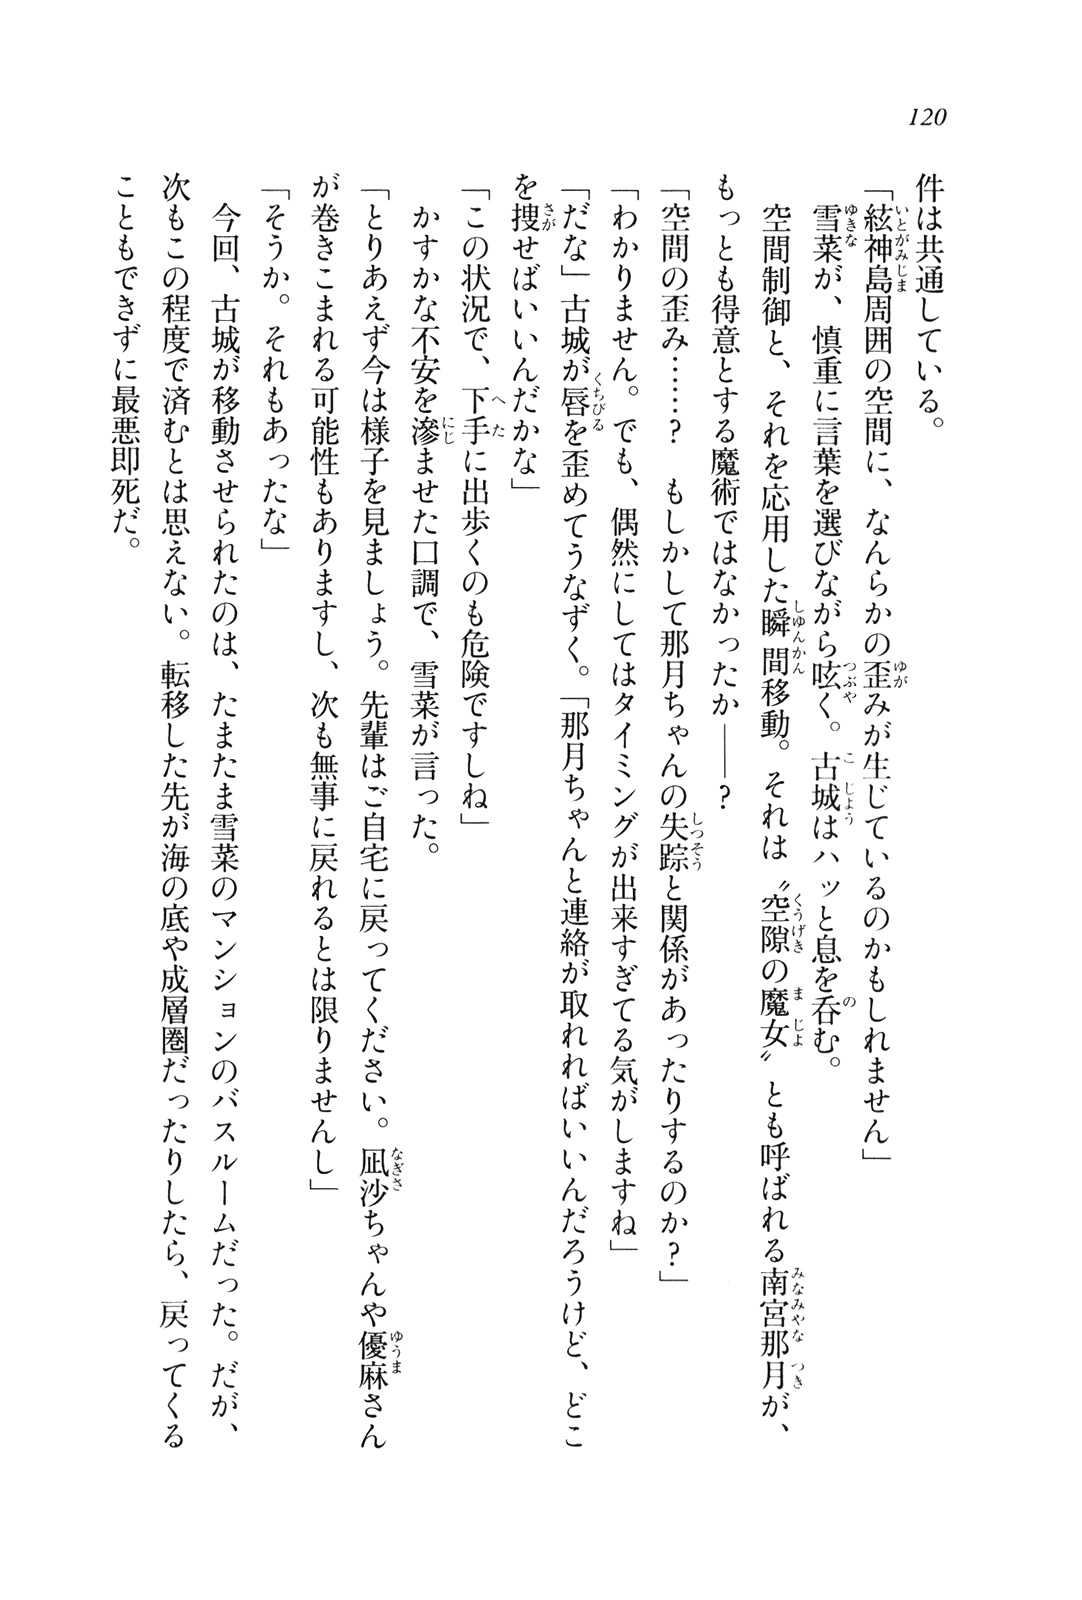 120
件は共通している。
「絃神島周囲の空間に、なんらかの歪みが生じているのかもしれません」
雪菜が、慎重に言葉を選びながら呟く。古城はハッと息を呑む。
空間制御と、それを応用した瞬間移動。それは〝空隙の魔女〟とも呼ばれる南宮那月が、
もっとも得意とする魔術ではなかったか――？
「空間の歪み……？　もしかして那月ちゃんの失踪と関係があったりするのか？」
「わかりません。でも、偶然にしてはタイミングが出来すぎてる気がしますね」
「だな」古城が唇を歪めてうなずく。「那月ちゃんと連絡が取れればいいんだろうけど、どこ
を捜せばいいんだかな」
「この状況で、下手に出歩くのも危険ですしね」
かすかな不安を滲ませた口調で、雪菜が言った。
「とりあえず今は様子を見ましょう。先輩はご自宅に戻ってください。凪沙ちゃんや優麻さん
が巻きこまれる可能性もありますし、次も無事に戻れるとは限りませんし」
「そうか。それもあったな」
今回、古城が移動させられたのは、たまたま雪菜のマンションのバスルームだった。だが、
次もこの程度で済むとは思えない。転移した先が海の底や成層圏だったりしたら、戻ってくる
こともできずに最悪即死だ。